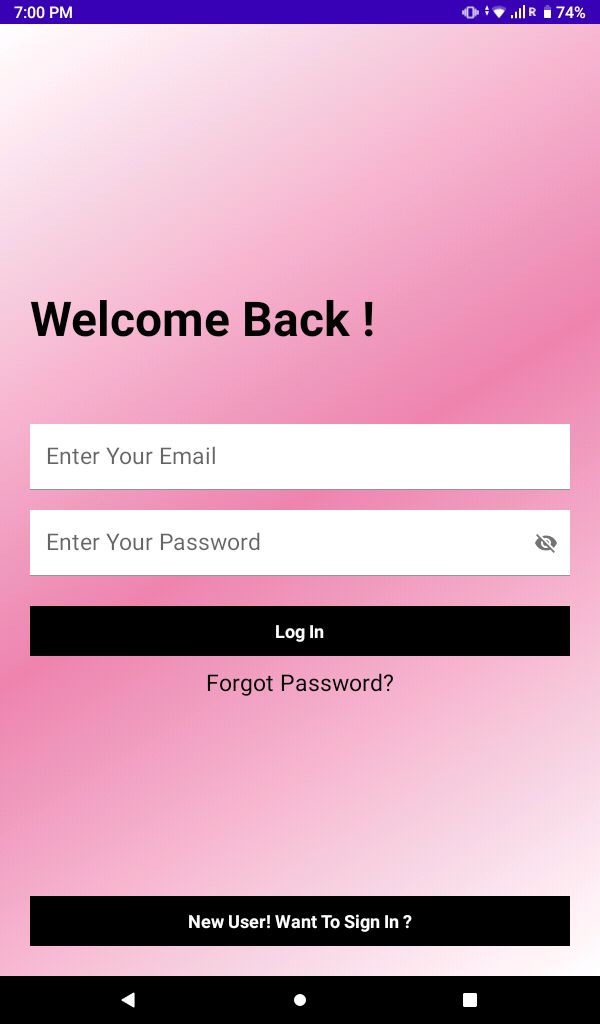 7:00 PM R 74%
Welcome Back !
Enter Your Email
Enter Your Password
Log In
Forgot Password?
New User! Want To Sign In ?